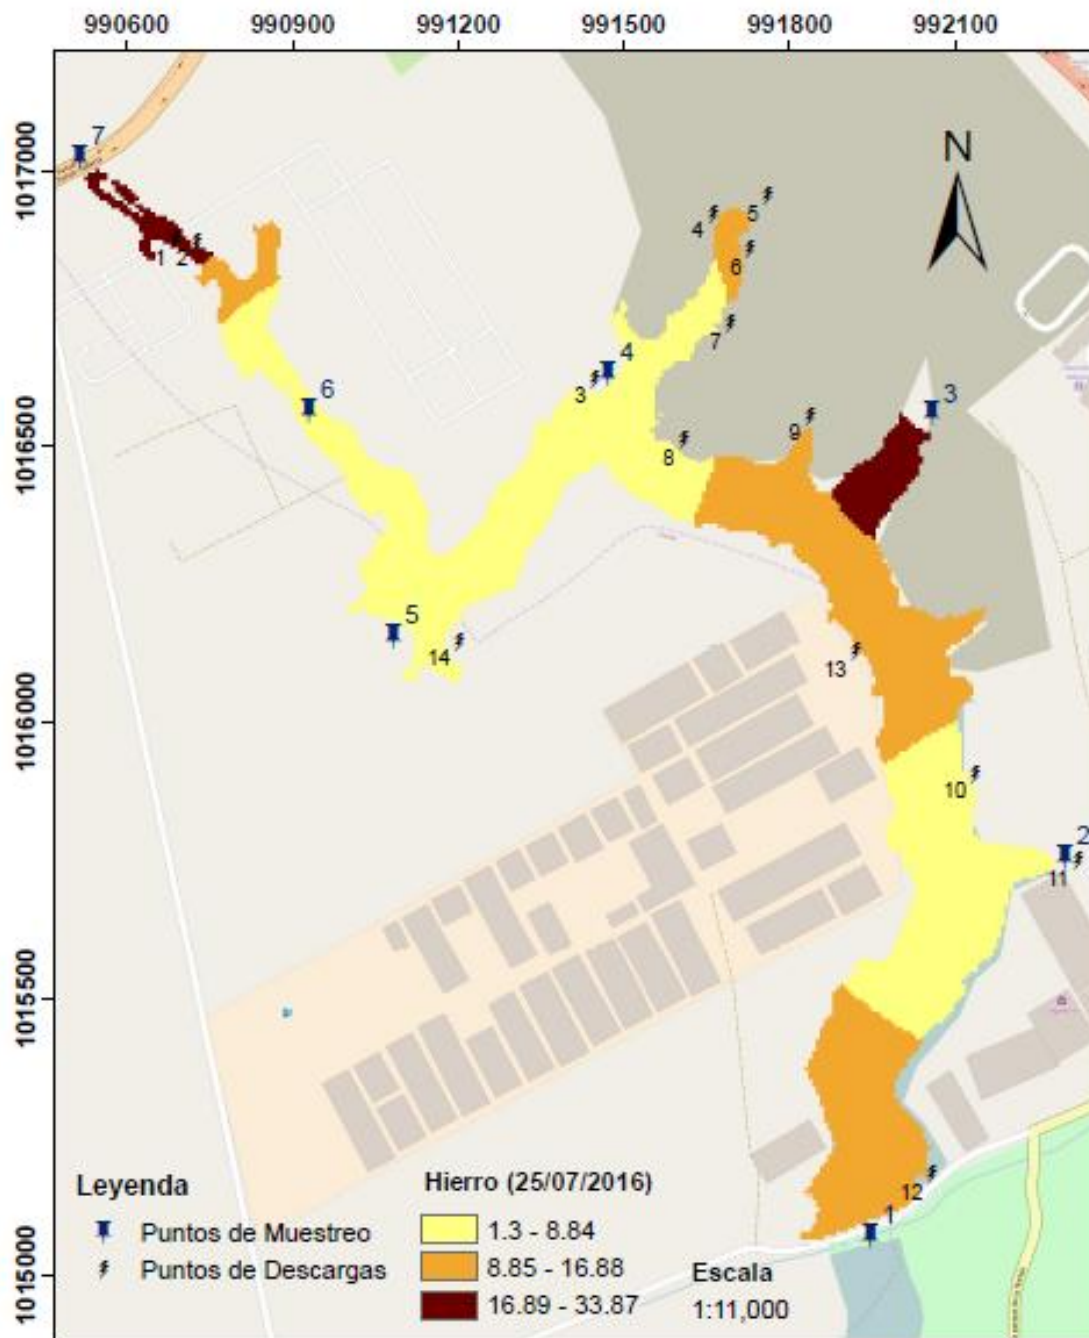 990600 990900 991200 991500 991800 992100
1017000
1016500
1016000
1015500
1015000
N
7
1 2
6
5
14
4
3
4
5
6
7
8
9
3
13
10
2
11
12
1
Leyenda
Puntos de Muestreo
Puntos de Descargas
Hierro (25/07/2016)
1.3 - 8.84
8.85 - 16.88
16.89 - 33.87
Escala
1:11,000